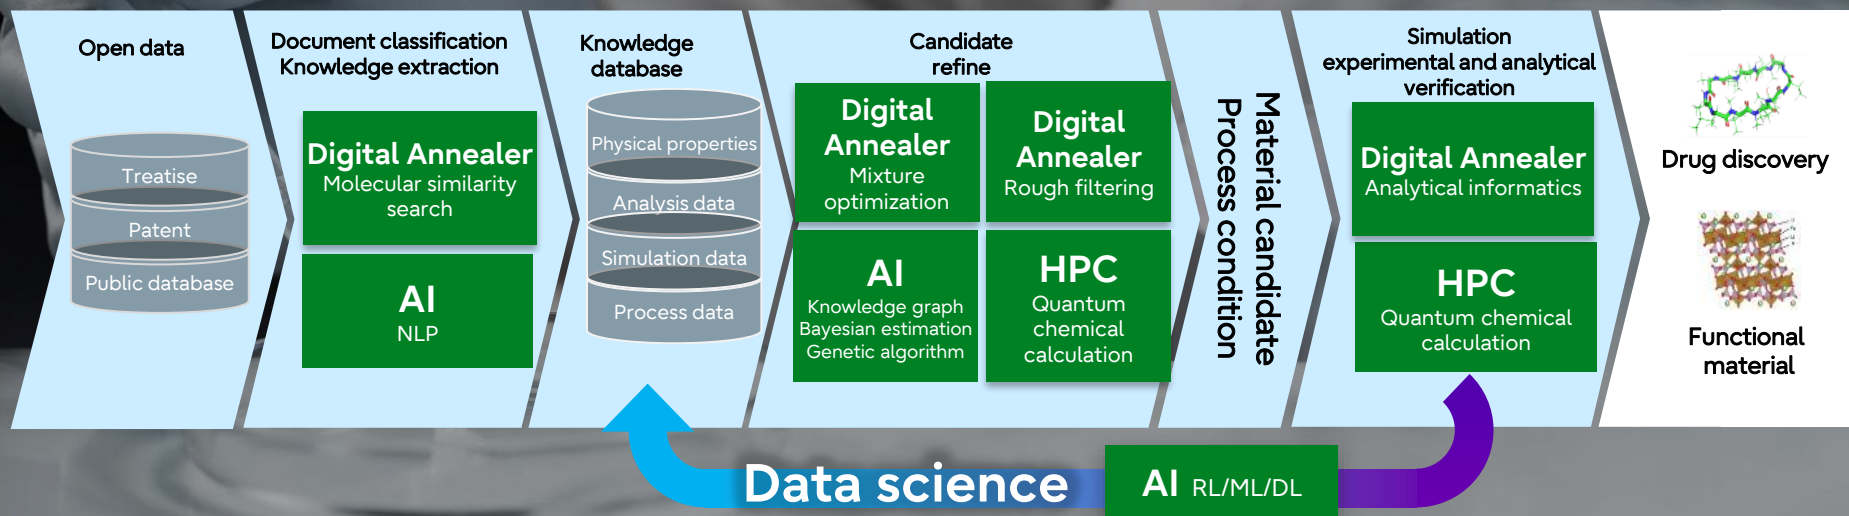 Open data
Treatise
Patent
Public database
Document classification
Knowledge extraction
Digital Annealer
Molecular similarity
search
AI
NLP
Knowledge
database
Physical properties
Analysis data
Simulation data
Process data
Candidate
refine
Digital
Annealer
Mixture
optimization
Digital
Annealer
Rough filtering
AI
Knowledge graph
Bayesian estimation
Genetic algorithm
HPC
Quantum
chemical
calculation
Material candidate
Process condition
Simulation
experimental and analytical
verification
Digital Annealer
Analytical informatics
HPC
Quantum chemical
calculation
Drug discovery
Functional
material
Data science
AI RL/ML/DL